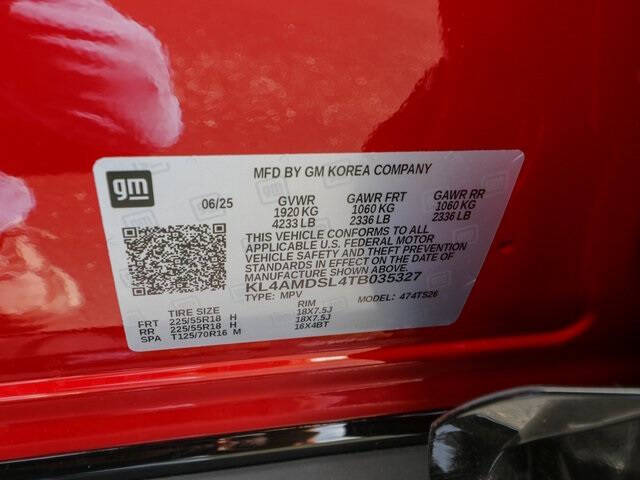 gm
MFD BY GM KOREA COMPANY
06/25 GVWR GAWR FRT GAWR RR
1920 KG 1060 KG 1060 KG
4233 LB 2336 LB 2336 LB
THIS VEHICLE CONFORMS TO ALL
APPLICABLE U.S. FEDERAL MOTOR
VEHICLE SAFETY AND THEFT PREVENTION
STANDARDS IN EFFECT ON THE DATE OF
MANUFACTURE SHOWN ABOVE.
KL4AMDSL4TB035327
TYPE: MPV MODEL: 474TS26
TIRE SIZE RIM
FRT 225/55R18 H 18X7.5J
RR 225/55R18 H 18X7.5J
SPA T125/70R16 M 16X4BT